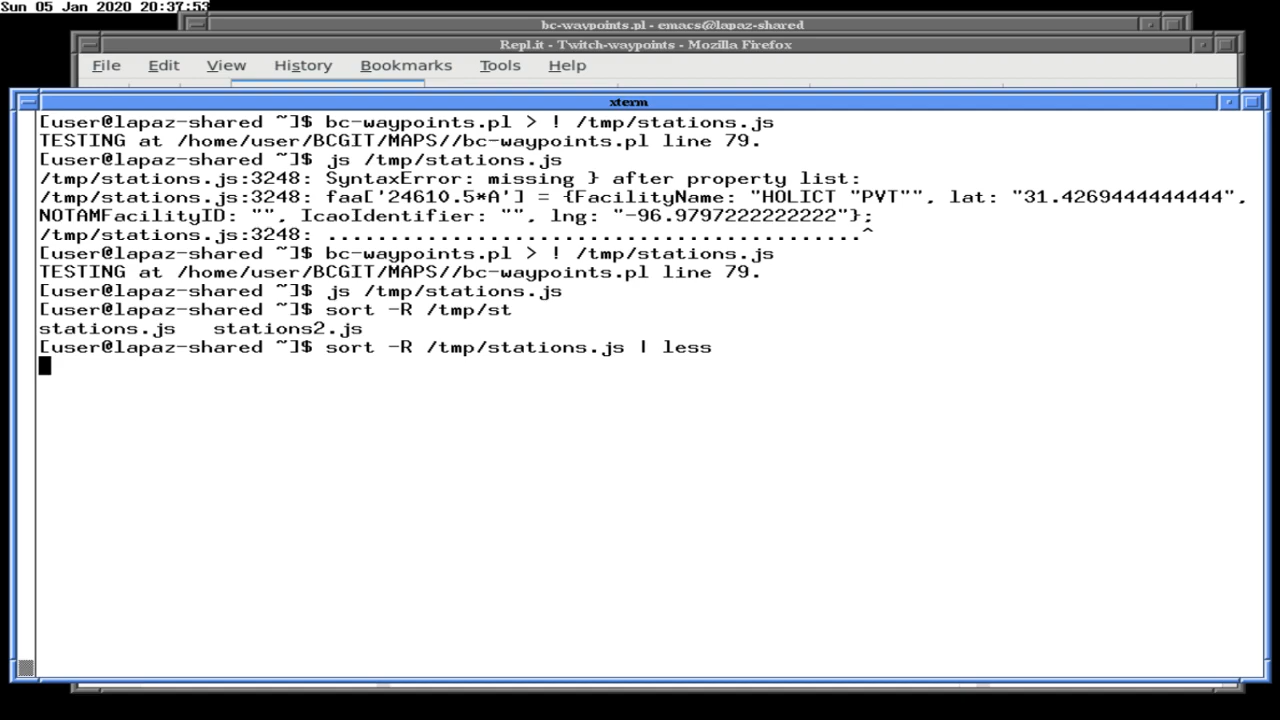 Sun 05 Jan 2020 20:37:53
bc-waypoints.pl - emacs@lapaz-shared
Repl.it - Twitch-waypoints - Mozilla Firefox
File Edit View History Bookmarks Tools Help
xterm
[user@lapaz-shared ~]$ bc-waypoints.pl > ! /tmp/stations.js
TESTING at /home/user/BCGIT/MAPS//bc-waypoints.pl line 79.
[user@lapaz-shared ~]$ js /tmp/stations.js
/tmp/stations.js:3248: SyntaxError: missing } after property list:
/tmp/stations.js:3248: faa['24610.5*A'] = {FacilityName: "HOLICT "PVT"", lat: "31.4269444444444",
NOTAMFacilityID: "", IcaoIdentifier: "", lng: "-96.9797222222222"};
/tmp/stations.js:3248: ...........................................^
[user@lapaz-shared ~]$ bc-waypoints.pl > ! /tmp/stations.js
TESTING at /home/user/BCGIT/MAPS//bc-waypoints.pl line 79.
[user@lapaz-shared ~]$ js /tmp/stations.js
[user@lapaz-shared ~]$ sort -R /tmp/st
stations.js stations2.js
[user@lapaz-shared ~]$ sort -R /tmp/stations.js | less